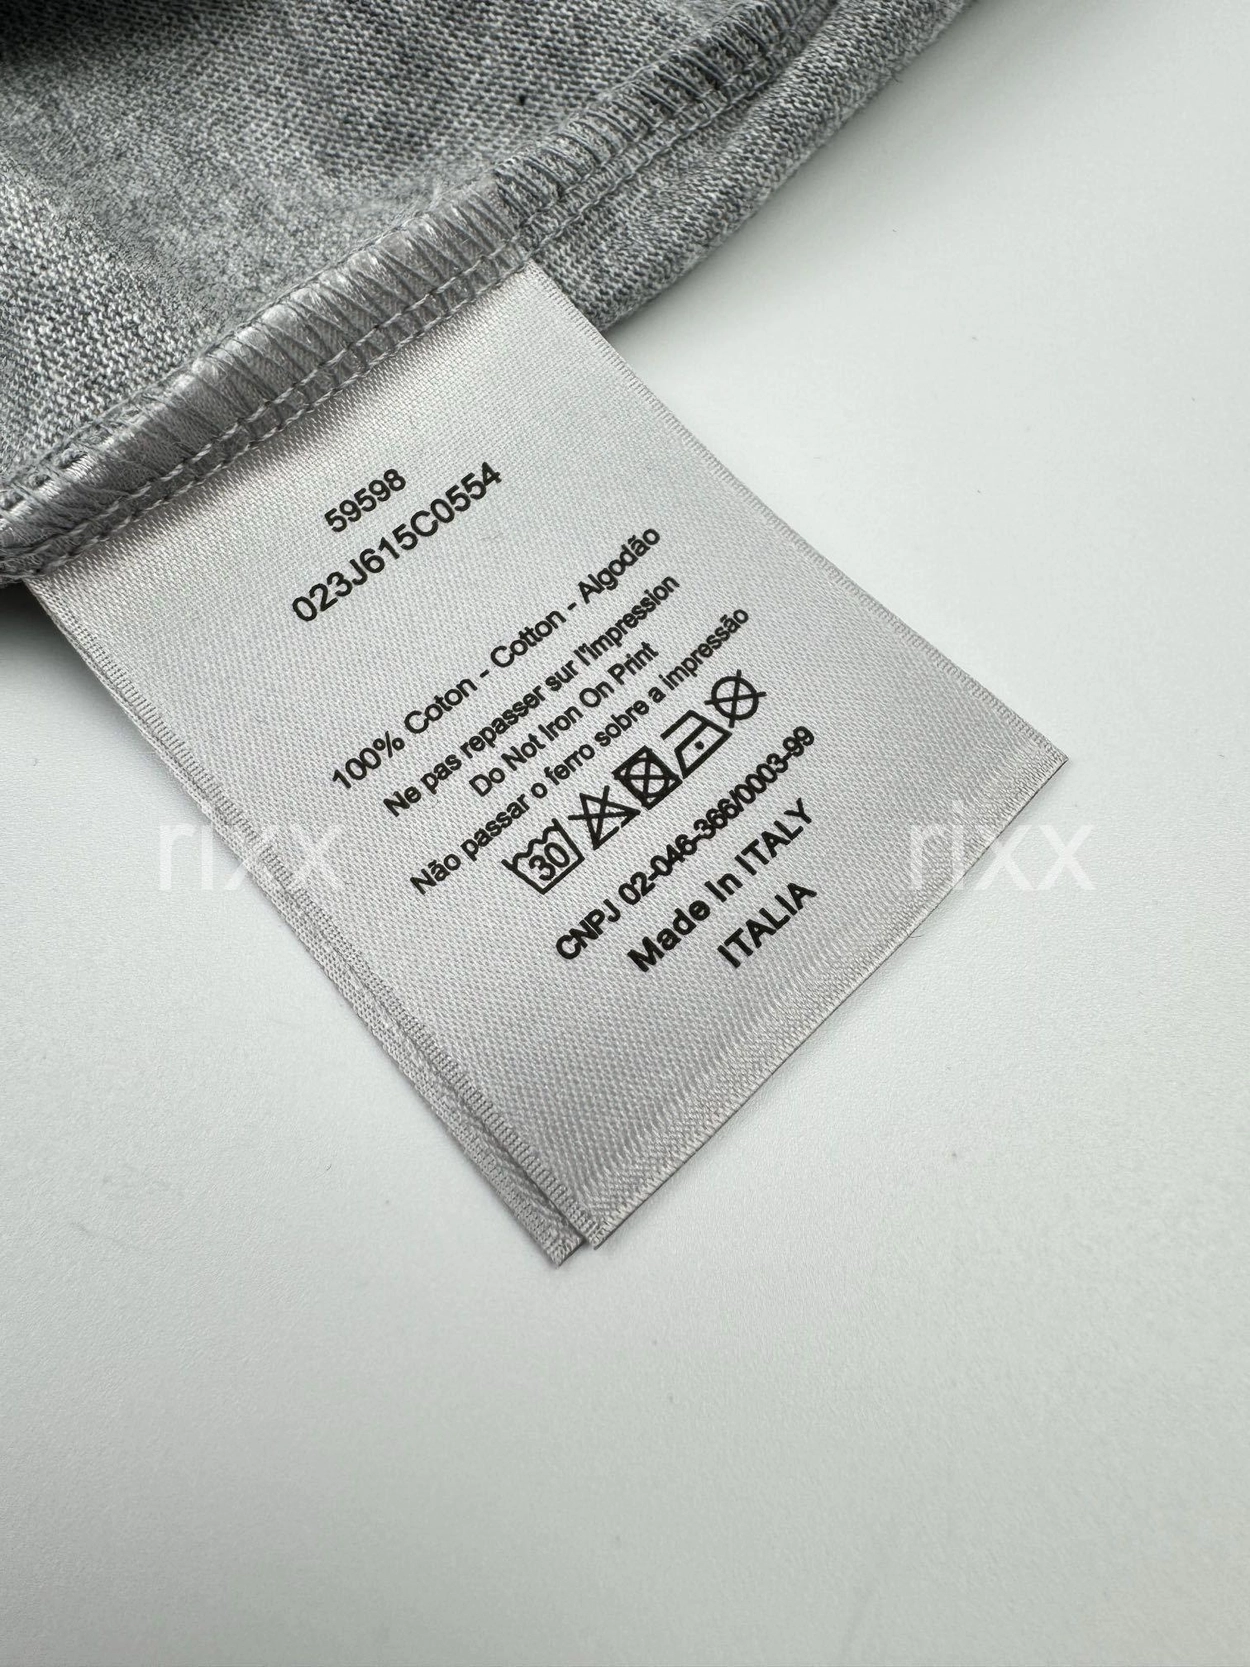 59598
023J615C0554
100% Coton - Cotton - Algodão
Ne pas repasser sur l'Impression
Do Not Iron On Print
Não passar o ferro sobre a impressão
30
CNPJ 02-046-366/0003-99
Made In ITALY
ITALIA
rixx rixx